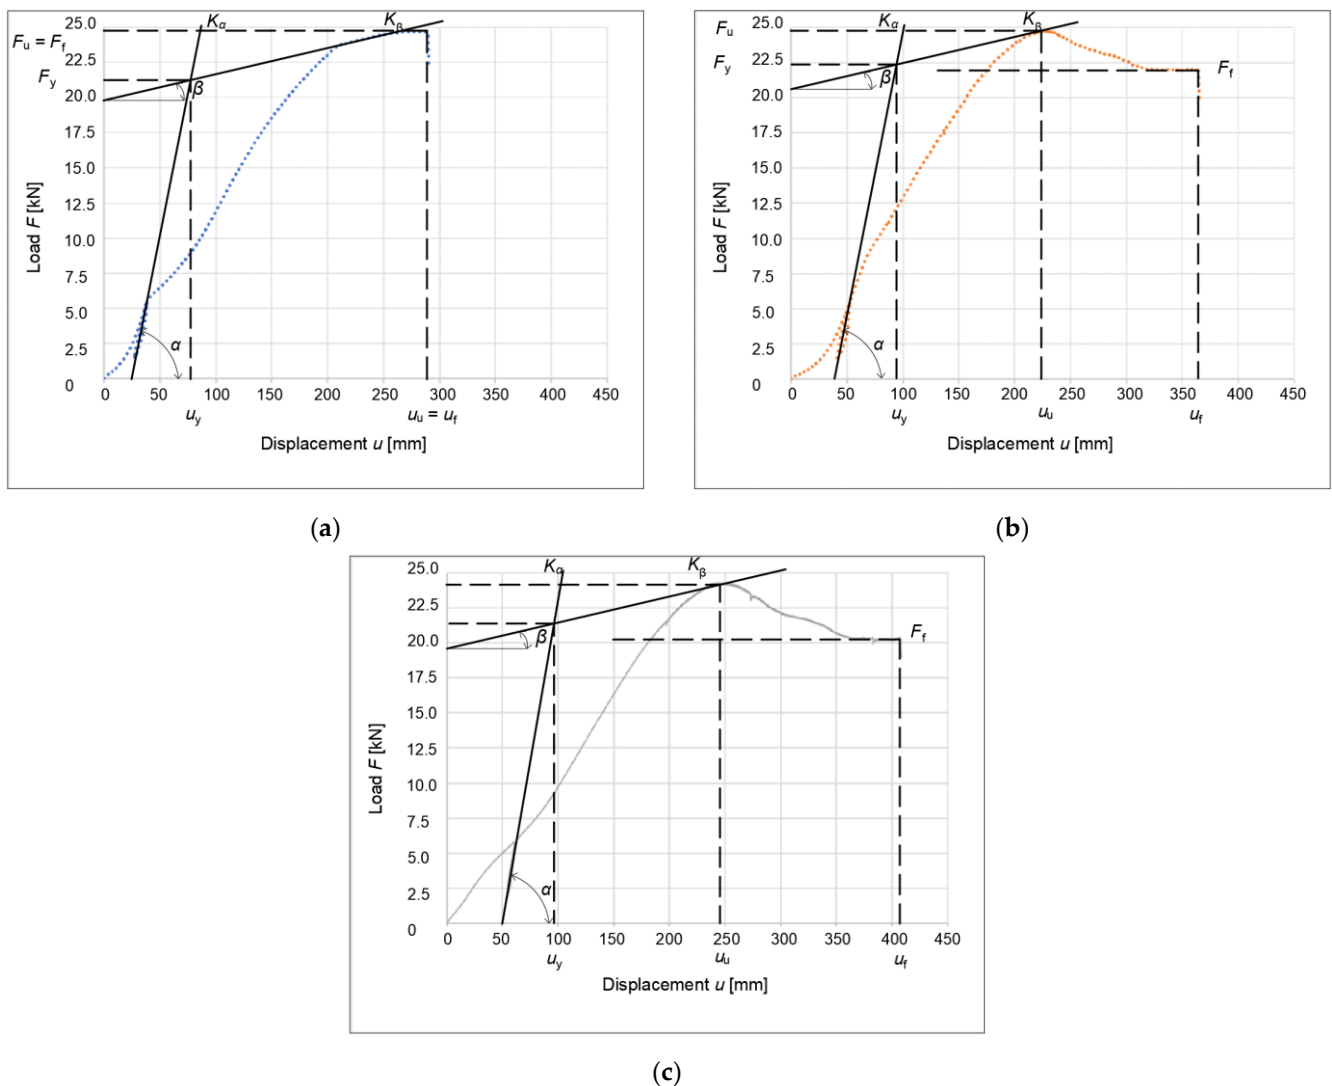 25.0
Kα
Kβ
Fu = Ff
22.5
Fy
20.0
β
17.5
15.0
12.5
10.0
7.5
5.0
2.5
α
0
0 50 100 150 200 250 300 350 400 450
uy
uu = uf
Displacement u [mm]
Load F [kN]
(a)
25.0
Kα
Kβ
Fu
Fy
22.5
Ff
20.0
β
17.5
15.0
12.5
10.0
7.5
5.0
2.5
α
0
0 50 100 150 200 250 300 350 400 450
uy
uu
uf
Displacement u [mm]
Load F [kN]
(b)
25.0
Kα
Kβ
22.5
20.0
β
Ff
17.5
15.0
12.5
10.0
7.5
5.0
2.5
α
0
0 50 100 150 200 250 300 350 400 450
uy
uu
uf
Displacement u [mm]
Load F [kN]
(c)